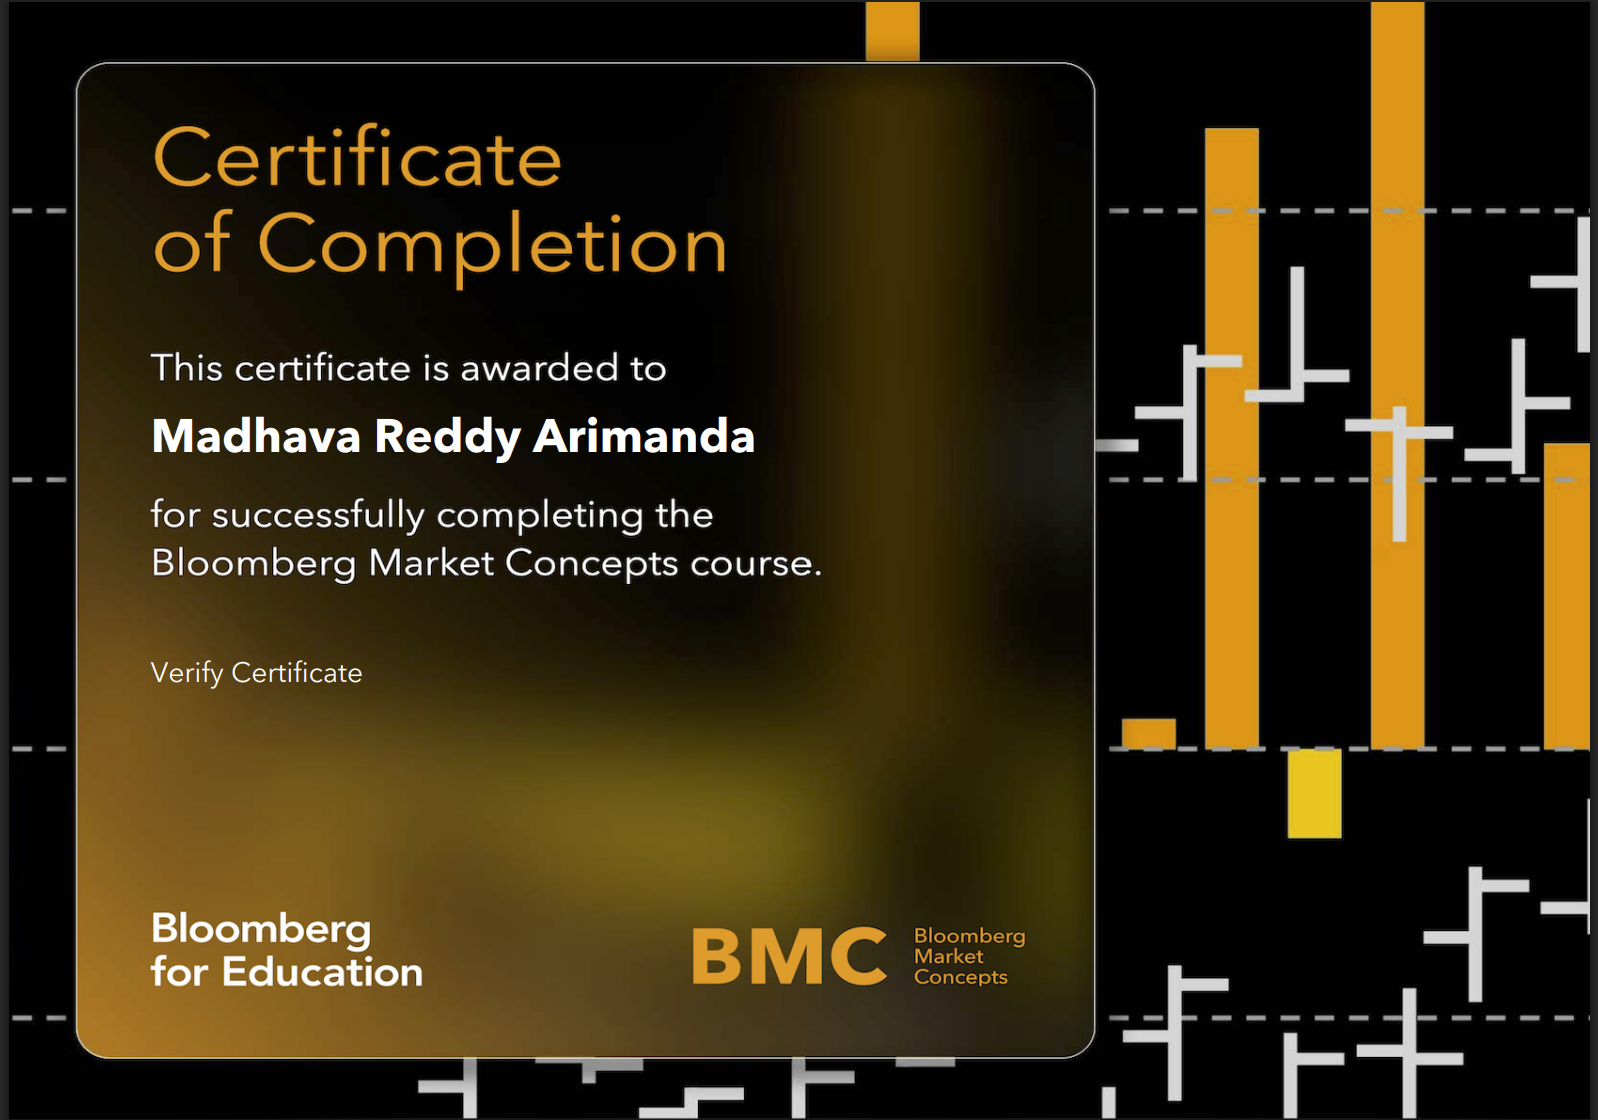 Certificate
of Completion
This certificate is awarded to
Madhava Reddy Arimanda
for successfully completing the
Bloomberg Market Concepts course.
Verify Certificate
Bloomberg
for Education
BMC
Bloomberg
Market
Concepts